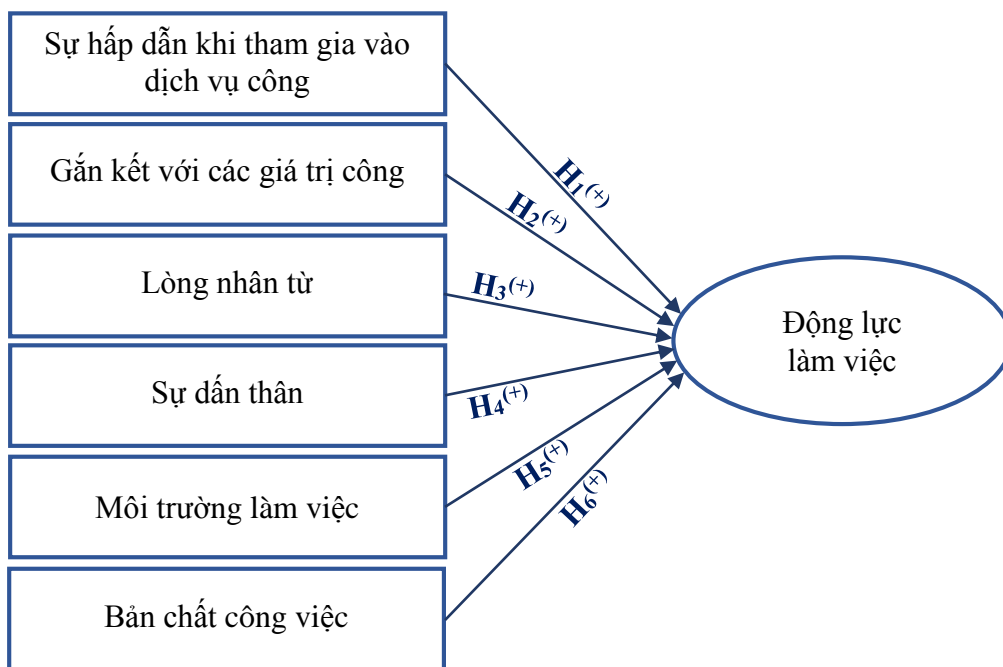 Sự hấp dẫn khi tham gia vào
dịch vụ công
Gắn kết với các giá trị công
Lòng nhân từ
Sự dấn thân
Môi trường làm việc
Bản chất công việc
H1(+)
H2(+)
H3(+)
H4(+)
H5(+)
H6(+)
Động lực
làm việc